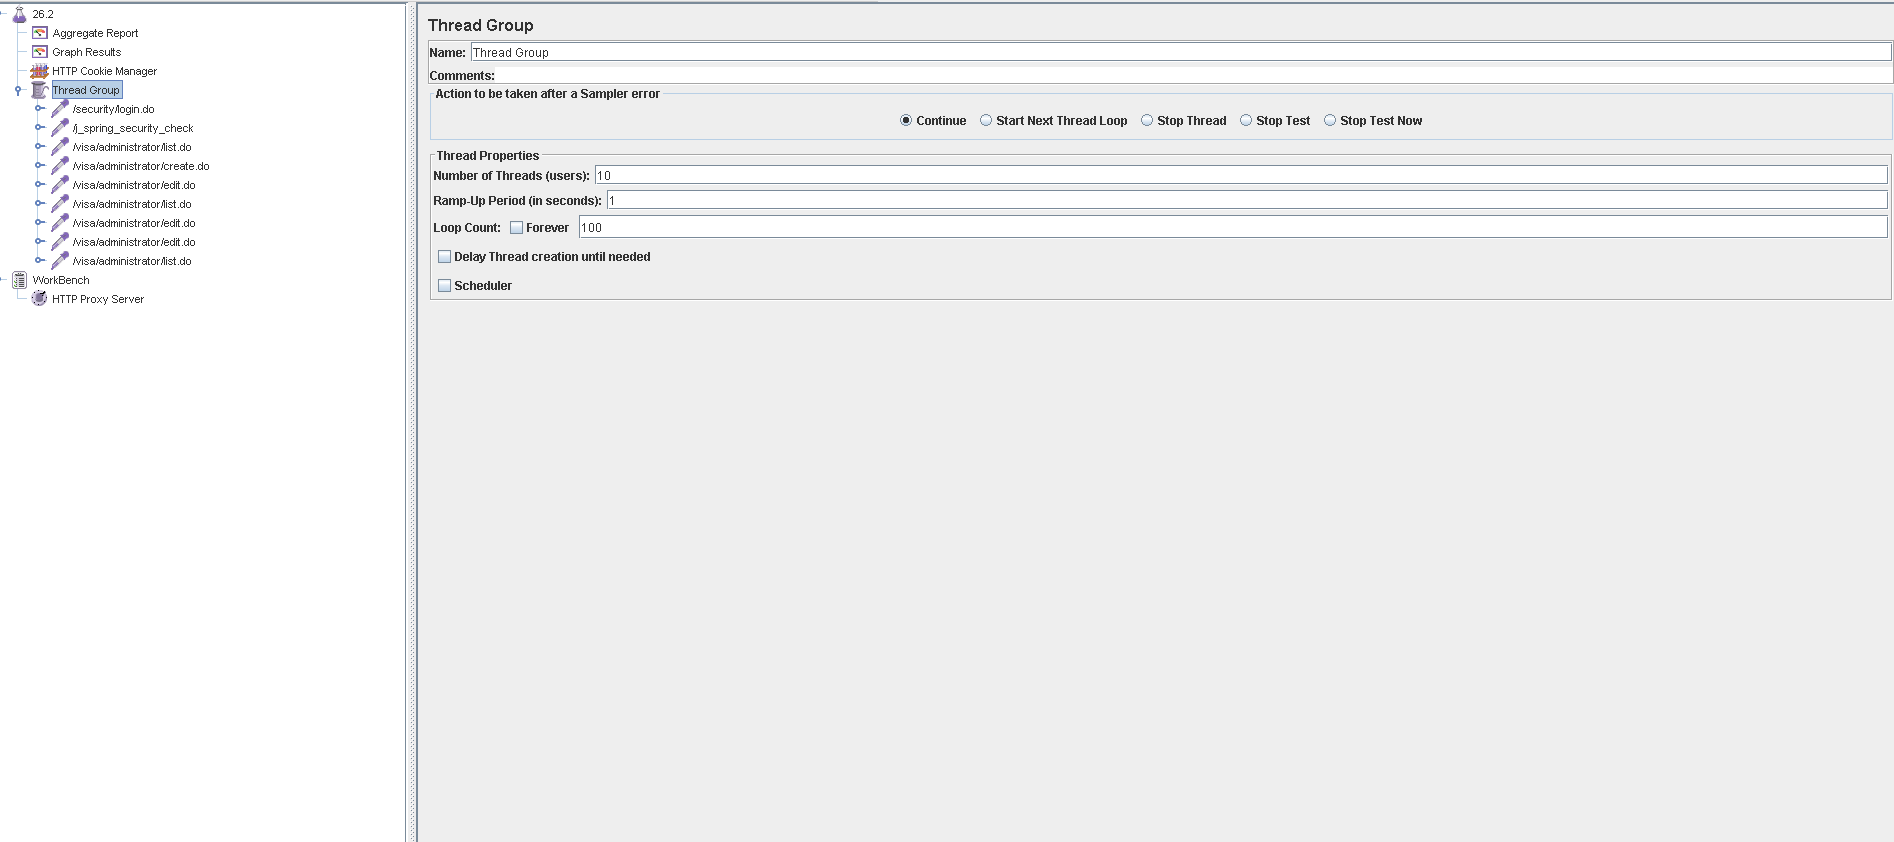 26.2
Aggregate Report
Graph Results
HTTP Cookie Manager
Thread Group
/security/login.do
/j_spring_security_check
/visa/administrator/list.do
/visa/administrator/create.do
/visa/administrator/edit.do
/visa/administrator/list.do
/visa/administrator/edit.do
/visa/administrator/edit.do
/visa/administrator/list.do
WorkBench
HTTP Proxy Server
Thread Group
Name: Thread Group
Comments:
Action to be taken after a Sampler error
Continue Start Next Thread Loop Stop Thread Stop Test Stop Test Now
Thread Properties
Number of Threads (users): 10
Ramp-Up Period (in seconds): 1
Loop Count: Forever 100
Delay Thread creation until needed
Scheduler